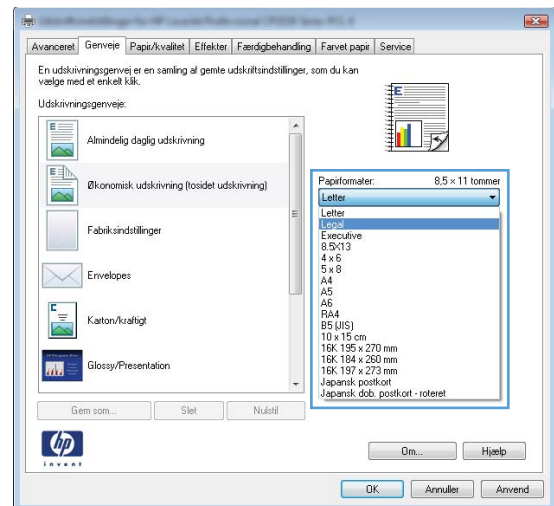 Avanceret Genveje Papir/kvalitet Effekter Færdigbehandling Farvet papir Service
En udskrivningsgenvej er en samling af gemte udskriftsindstillinger, som du kan
vælge med et enkelt klik.
Udskrivningsgenveje:
Almindelig daglig udskrivning
Økonomisk udskrivning (tosidet udskrivning)
Fabriksindstillinger
Envelopes
Karton/kraftigt
Glossy/Presentation
Gem som... Slet Nulstil
Papirformater: 8,5 × 11 tommer
Letter
Letter
Legal
Executive
8.5X13
4 x 6
5 x 8
A4
A5
A6
RA4
B5 (JIS)
10 x 15 cm
16K 195 x 270 mm
16K 184 x 260 mm
16K 197 x 273 mm
Japansk postkort
Japansk dob. postkort - roteret
hp
invent
Om... Hjælp
OK Annuller Anvend